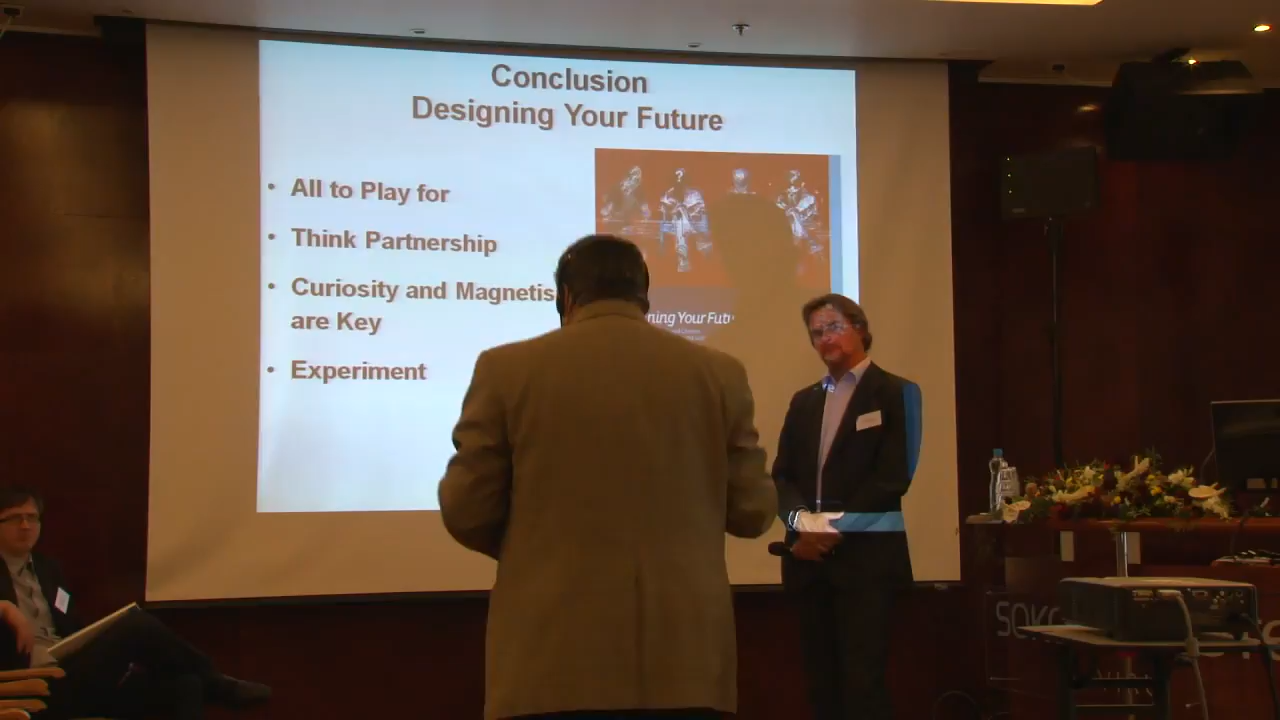 Conclusion
Designing Your Future
• All to Play for
• Think Partnership
• Curiosity and Magnetis
are Key
• Experiment
ning Your Futu
SOK